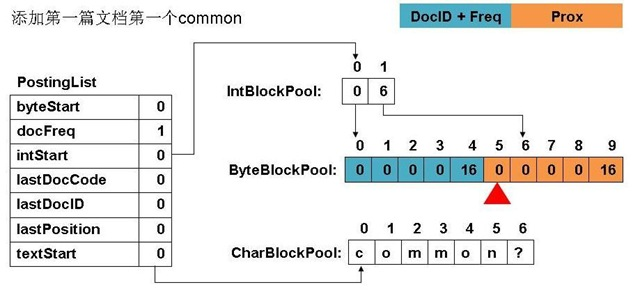 添加第一篇文档第一个common
DocID + Freq Prox
PostingList
byteStart 0
docFreq 1
intStart 0
lastDocCode 0
lastDocID 0
lastPosition 0
textStart 0
0 1
IntBlockPool: 0 6
0 1 2 3 4 5 6 7 8 9
ByteBlockPool: 0 0 0 0 16 0 0 0 0 16
0 1 2 3 4 5 6
CharBlockPool: c o m m o n ?